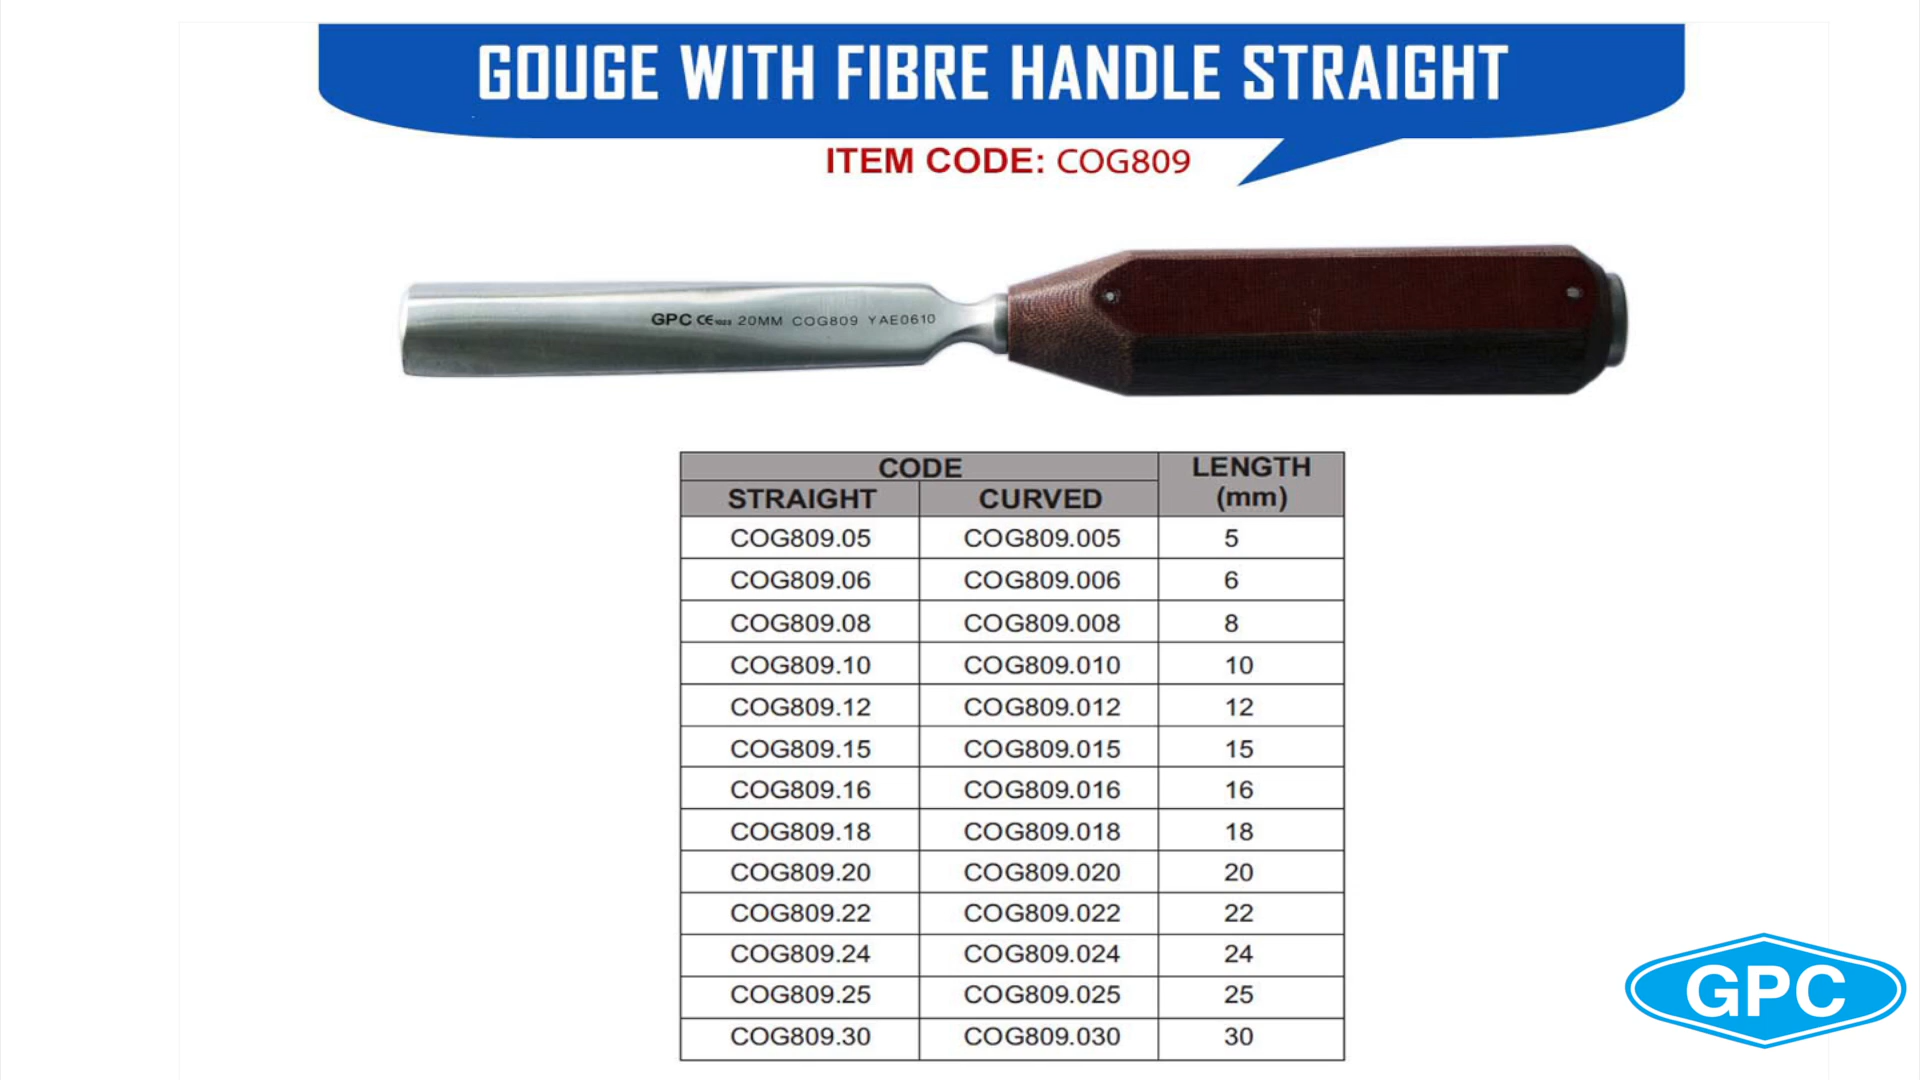 GOUGE WITH FIBRE HANDLE STRAIGHT
ITEM CODE: COG809
GPC CE 1023 20MM COG809 YAE0610
CODE LENGTH (mm)
STRAIGHT CURVED
COG809.05 COG809.005 5
COG809.06 COG809.006 6
COG809.08 COG809.008 8
COG809.10 COG809.010 10
COG809.12 COG809.012 12
COG809.15 COG809.015 15
COG809.16 COG809.016 16
COG809.18 COG809.018 18
COG809.20 COG809.020 20
COG809.22 COG809.022 22
COG809.24 COG809.024 24
COG809.25 COG809.025 25
COG809.30 COG809.030 30
GPC